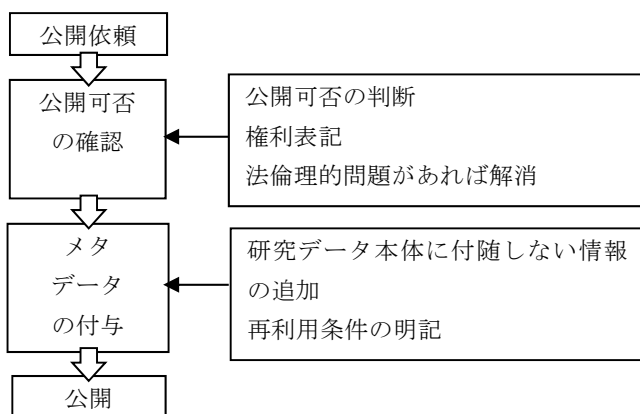 公開依頼
公開可否
の確認
公開可否の判断
権利表記
法倫理的問題があれば解消
メタ
データ
の付与
研究データ本体に付随しない情報
の追加
再利用条件の明記
公開